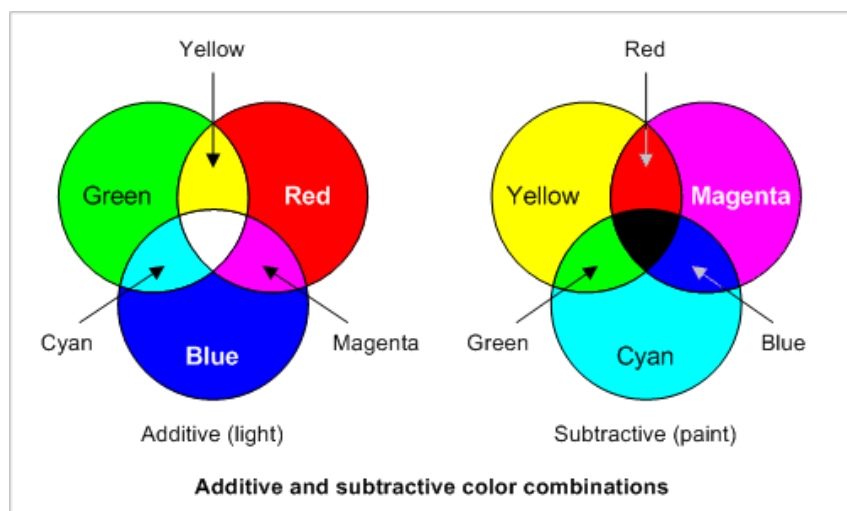 Yellow
Green
Red
Cyan
Blue
Magenta
Additive (light)
Red
Yellow
Magenta
Green
Cyan
Blue
Subtractive (paint)
Additive and subtractive color combinations